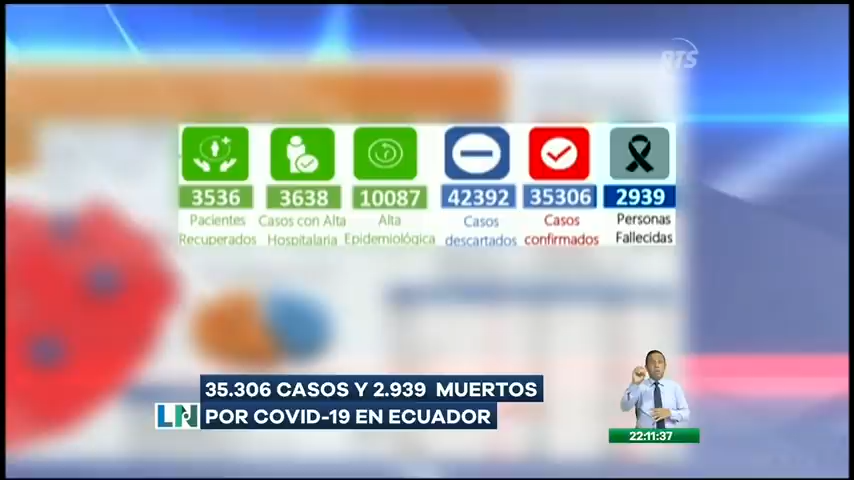 RTS
3536 3638 10087 42392 35306 2939
Pacientes Casos con Alta Alta Casos Casos Personas
Recuperados Hospitalaria Epidemiológica descartados confirmados Fallecidas
35.306 CASOS Y 2.939 MUERTOS
LN POR COVID-19 EN ECUADOR
22:11:37